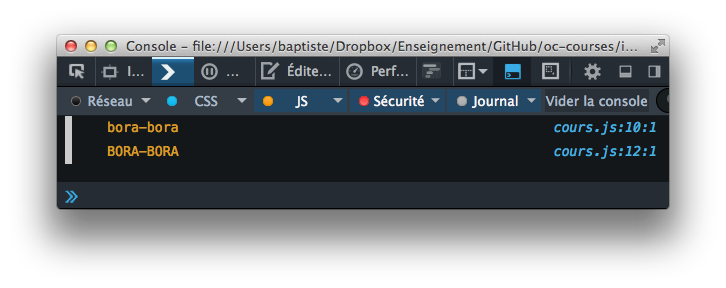 Console – file:///Users/baptiste/Dropbox/Enseignement/GitHub/oc-courses/i...
I... ... Édite... Perf...
Réseau CSS JS Sécurité Journal Vider la console
bora-bora cours.js:10:1
BORA-BORA cours.js:12:1